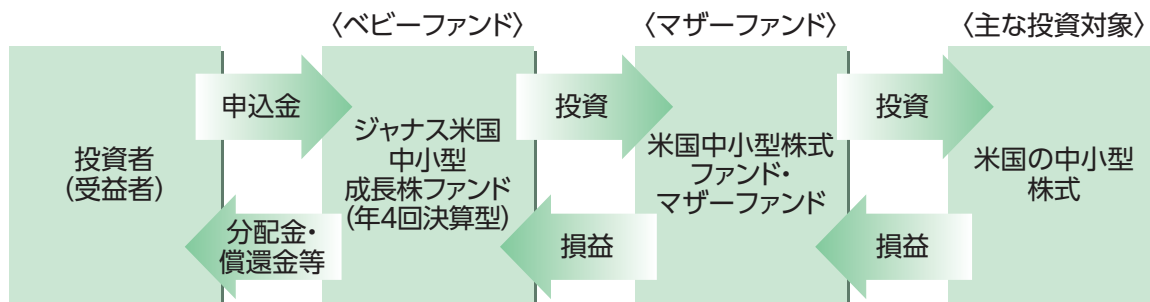 〈ベビーファンド〉
〈マザーファンド〉
〈主な投資対象〉
投資者
(受益者)
申込金
分配金・
償還金等
ジャナス米国
中小型
成長株ファンド
(年4回決算型)
投資
損益
米国中小型株式
ファンド・
マザーファンド
投資
損益
米国の中小型
株式